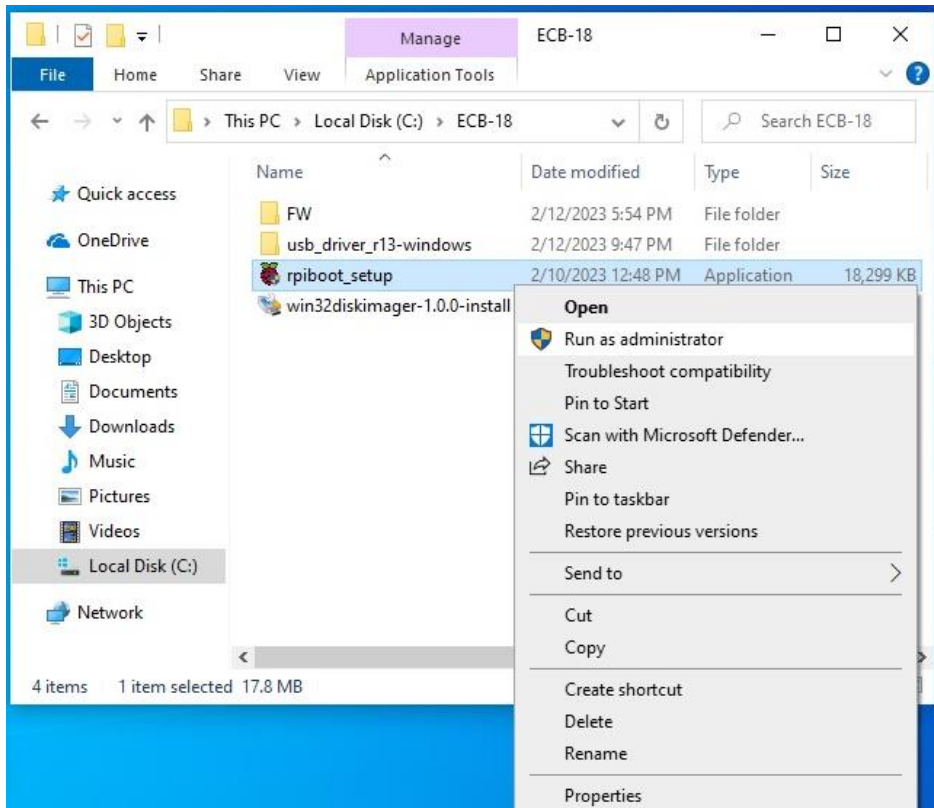 Manage
ECB-18
File
Home
Share
View
Application Tools
This PC
Local Disk (C:)
ECB-18
Search ECB-18
Name
Date modified
Type
Size
Quick access
OneDrive
This PC
3D Objects
Desktop
Documents
Downloads
Music
Pictures
Videos
Local Disk (C:)
Network
FW 2/12/2023 5:54 PM File folder
usb_driver_r13-windows 2/12/2023 9:47 PM File folder
rpiboot_setup 2/10/2023 12:48 PM Application 18,299 KB
win32diskimager-1.0.0-install
Open
Run as administrator
Troubleshoot compatibility
Pin to Start
Scan with Microsoft Defender...
Share
Pin to taskbar
Restore previous versions
Send to
Cut
Copy
Create shortcut
Delete
Rename
Properties
4 items 1 item selected 17.8 MB